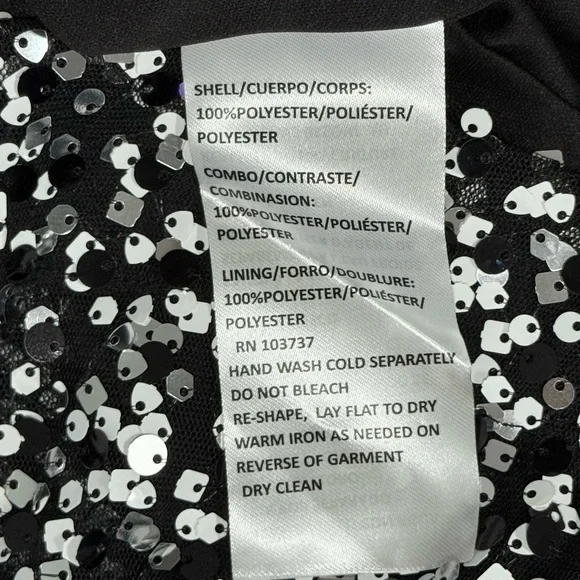 SHELL/CUERPO/CORPS:
100%POLYESTER/POLIÉSTER/
POLYESTER
COMBO/CONTRASTE/
COMBINASION:
100%POLYESTER/POLIÉSTER/
POLYESTER
LINING/FORRO/DOUBLURE:
100%POLYESTER/POLIÉSTER/
POLYESTER
RN 103737
HAND WASH COLD SEPARATELY
DO NOT BLEACH
RE-SHAPE, LAY FLAT TO DRY
WARM IRON AS NEEDED ON
REVERSE OF GARMENT
DRY CLEAN